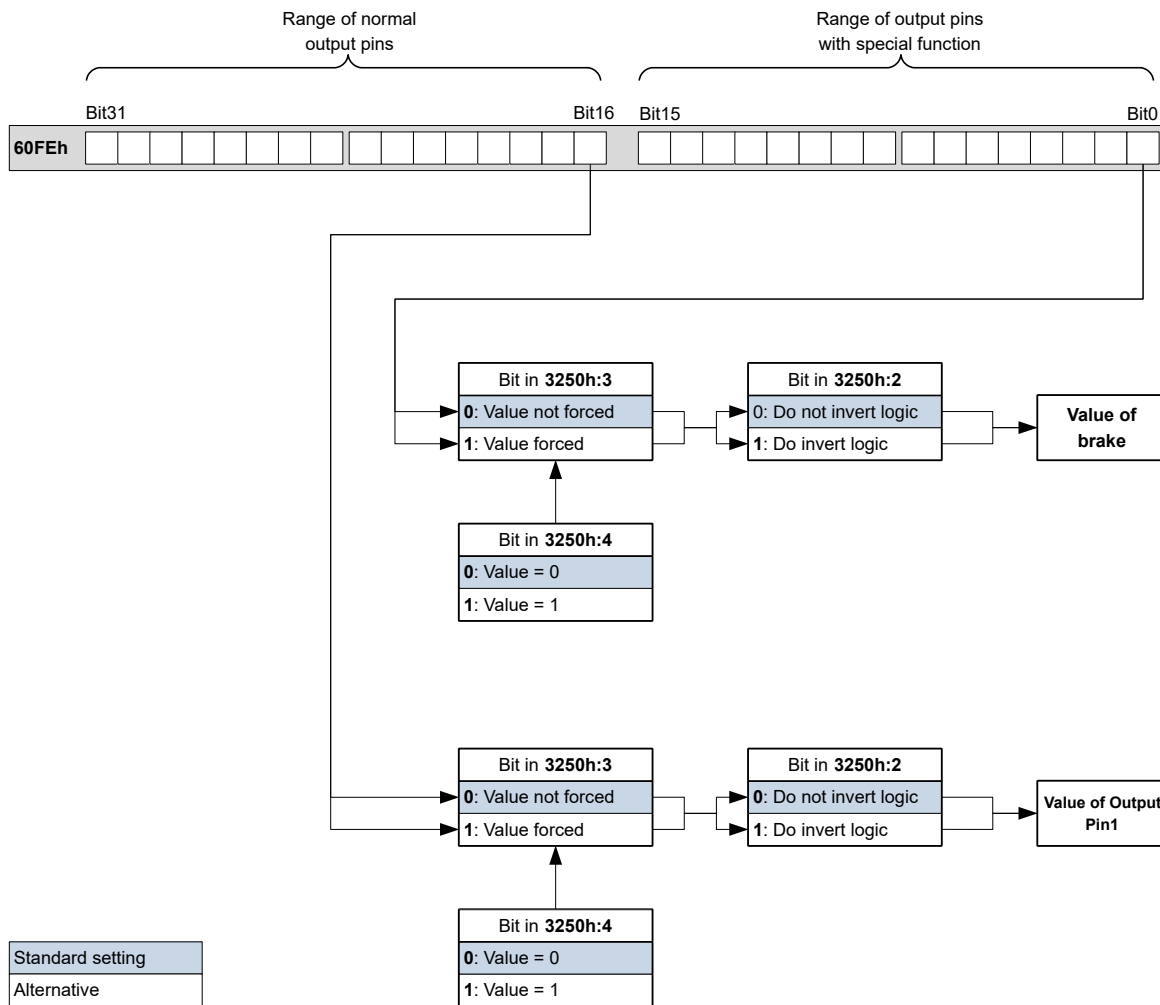 Range of normal
output pins
Range of output pins
with special function
Bit31
Bit16
Bit15
Bit0
60FEh
Bit in 3250h:3
0: Value not forced
1: Value forced
Bit in 3250h:2
0: Do not invert logic
1: Do invert logic
Value of
brake
Bit in 3250h:4
0: Value = 0
1: Value = 1
Bit in 3250h:3
0: Value not forced
1: Value forced
Bit in 3250h:2
0: Do not invert logic
1: Do invert logic
Value of Output
Pin1
Bit in 3250h:4
0: Value = 0
1: Value = 1
Standard setting
Alternative